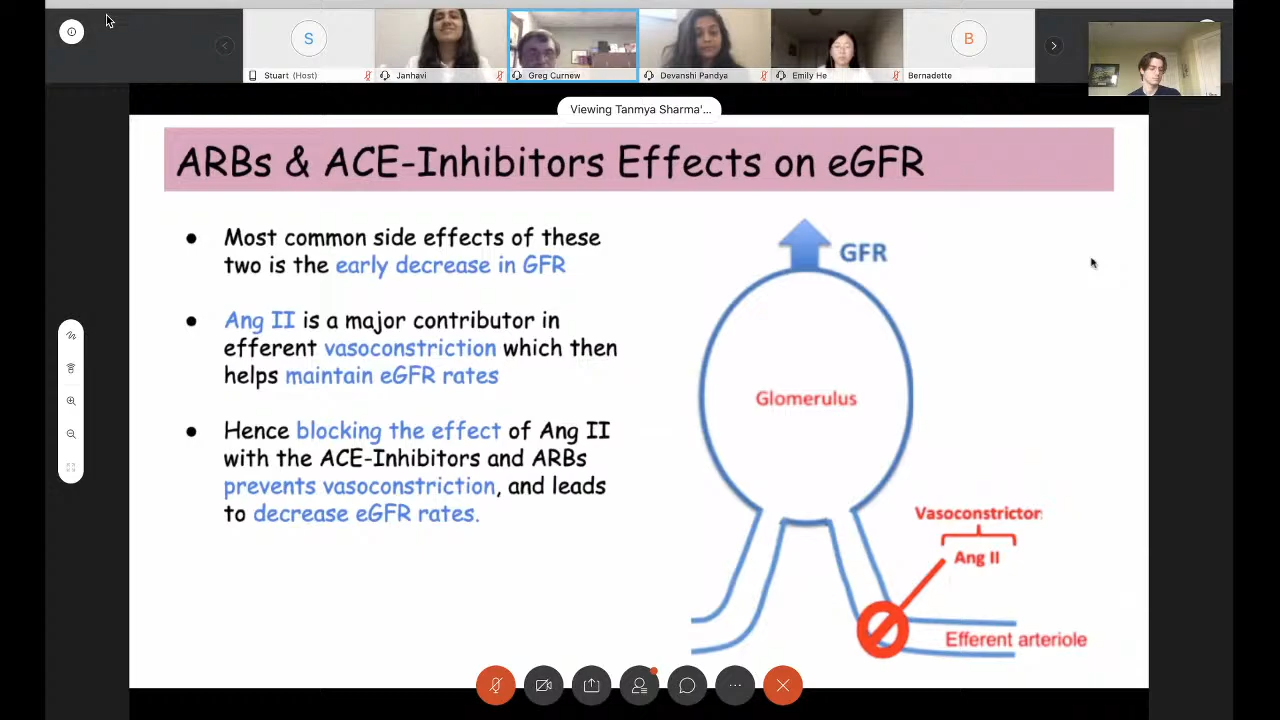 S
B
Stuart (Host)
Janhavi
Greg Curnew
Devanshi Pandya
Emily He
Bernadette
Viewing Tanmya Sharma'...
ARBs & ACE-Inhibitors Effects on eGFR
● Most common side effects of these
two is the early decrease in GFR
● Ang II is a major contributor in
efferent vasoconstriction which then
helps maintain eGFR rates
● Hence blocking the effect of Ang II
with the ACE-Inhibitors and ARBs
prevents vasoconstriction, and leads
to decrease eGFR rates.
GFR
Glomerulus
Vasoconstrictor
Ang II
Efferent arteriole